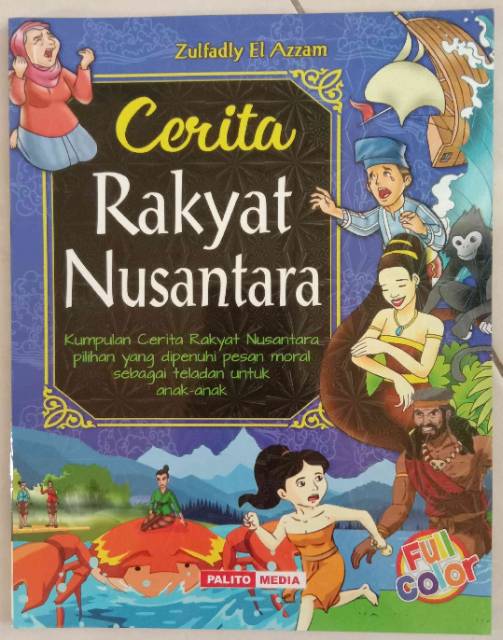 Zulfadly El Azzam
Cerita
Rakyat
Nusantara
Kumpulan Cerita Rakyat Nusantara
pilihan yang dipenuhi pesan moral
sebagai teladan untuk
anak-anak
Full
Color
PALITO MEDIA